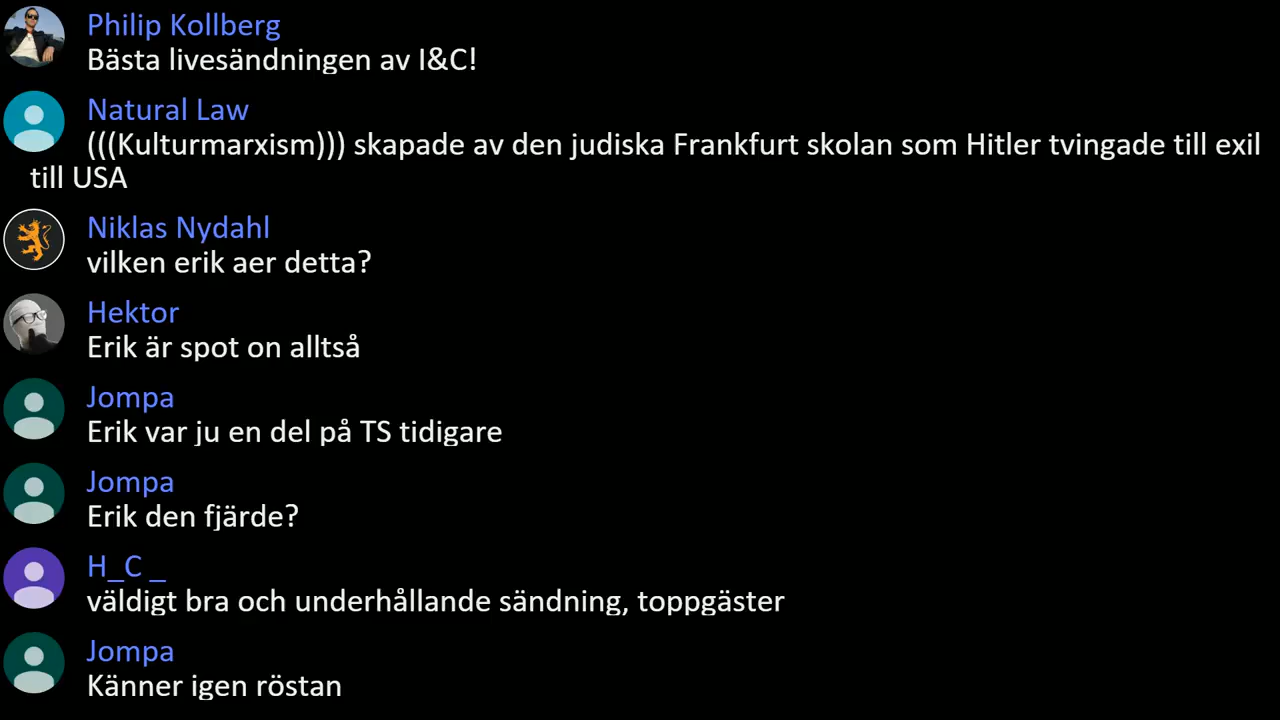 Philip Kollberg
Bästa livesändningen av I&C!
Natural Law
(((Kulturmarxism))) skapade av den judiska Frankfurt skolan som Hitler tvingade till exil
till USA
Niklas Nydahl
vilken erik aer detta?
Hektor
Erik är spot on alltså
Jompa
Erik var ju en del på TS tidigare
Jompa
Erik den fjärde?
H_C _
väldigt bra och underhållande sändning, toppgäster
Jompa
Känner igen röstan